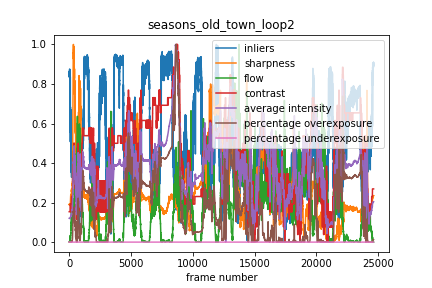 seasons_old_town_loop2
1.0
0.8
0.6
0.4
0.2
0.0
inliers
sharpness
flow
contrast
average intensity
percentage overexposure
percentage underexposure
0 5000 10000 15000 20000 25000
frame number